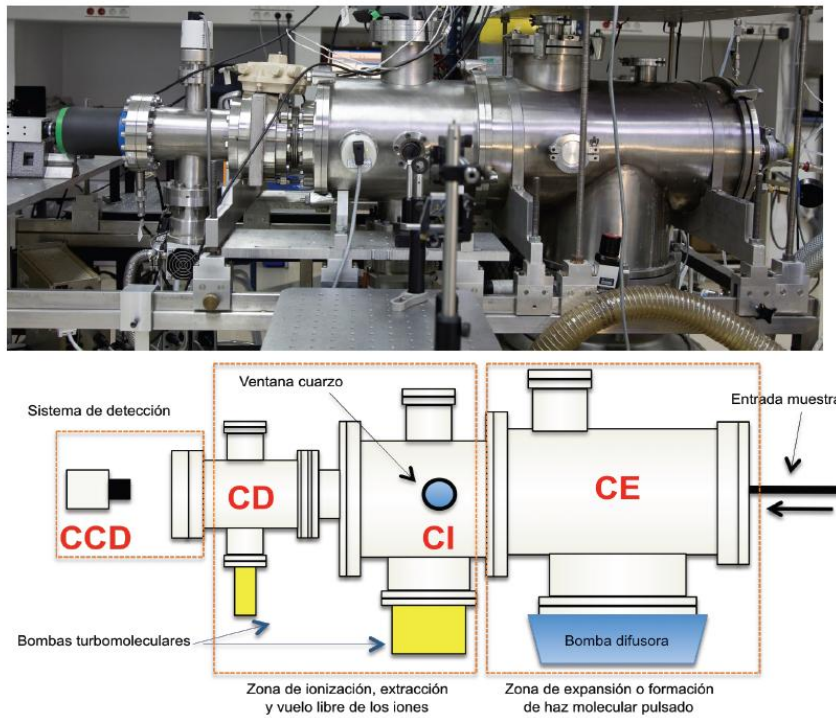 Ventana cuarzo
Sistema de detección
Entrada muestra
CCD
CD
CI
CE
Bombas turbomoleculares
Bomba difusora
Zona de ionización, extracción
y vuelo libre de los iones
Zona de expansión o formación
de haz molecular pulsado